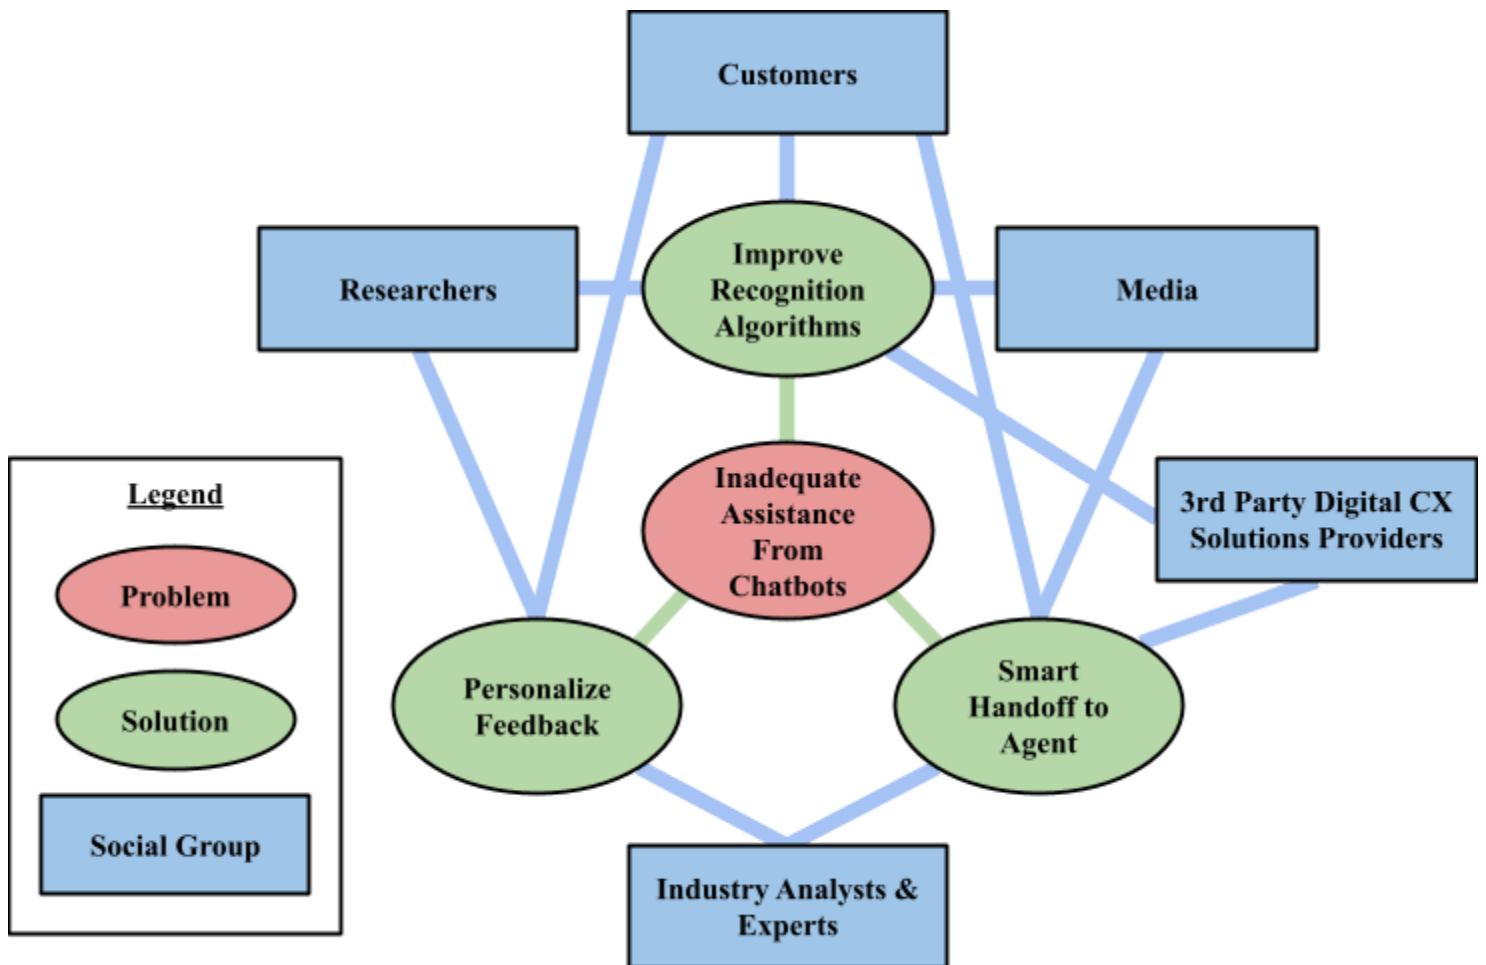 Customers
Researchers
Improve
Recognition
Algorithms
Media
Inadequate
Assistance
From
Chatbots
3rd Party Digital CX
Solutions Providers
Personalize
Feedback
Smart
Handoff to
Agent
Industry Analysts &
Experts
Legend
Problem
Solution
Social Group